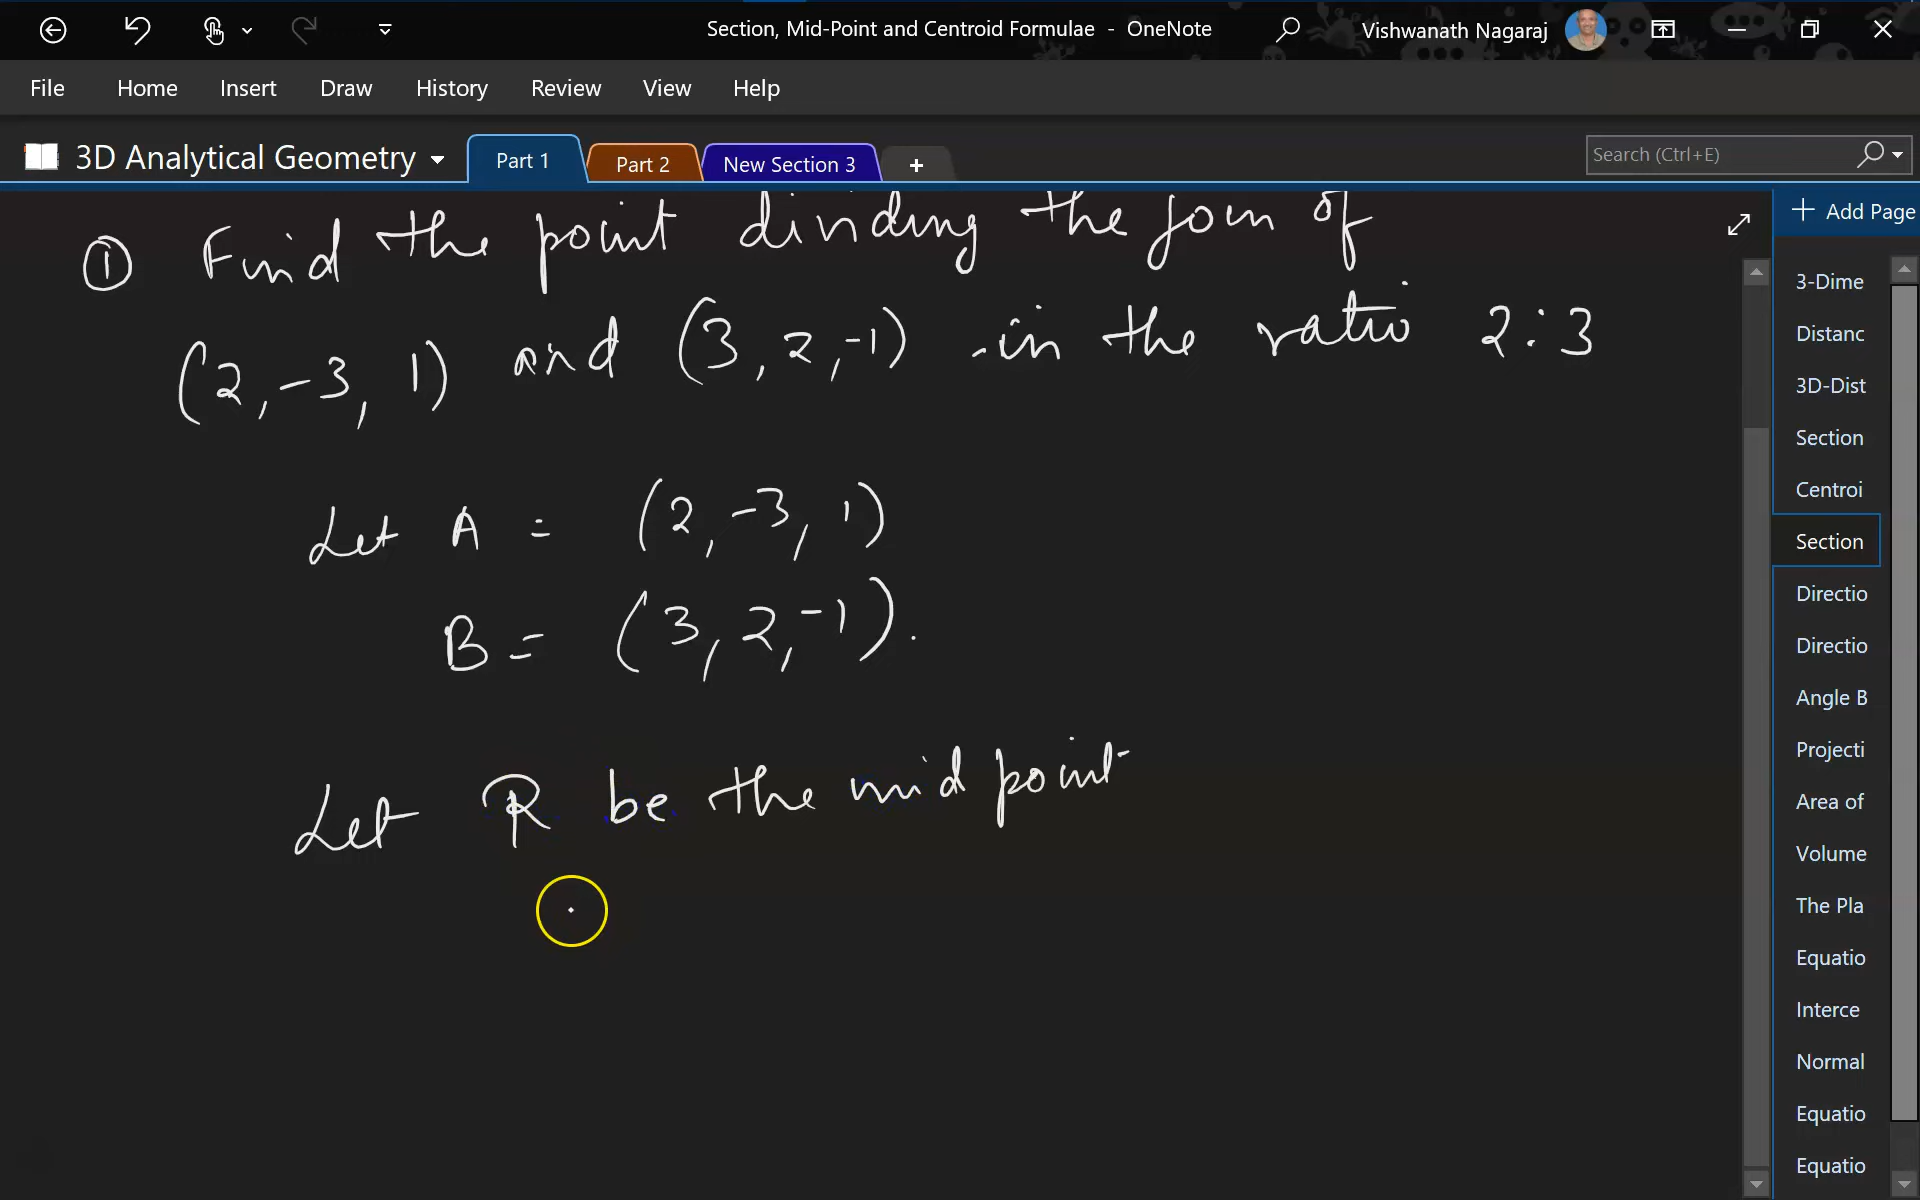 Section, Mid-Point and Centroid Formulae - OneNote
Vishwanath Nagaraj
File Home Insert Draw History Review View Help
3D Analytical Geometry Part 1 Part 2 New Section 3 +
Search (Ctrl+E)
+ Add Page
① Find the point dividing the join of
(2, -3, 1) and (3, 2, -1) in the ratio 2:3
Let A = (2, -3, 1)
B = (3, 2, -1).
Let R be the mid point
3-Dime
Distanc
3D-Dist
Section
Centroi
Section
Directio
Directio
Angle B
Projecti
Area of
Volume
The Pla
Equatio
Interce
Normal
Equatio
Equatio